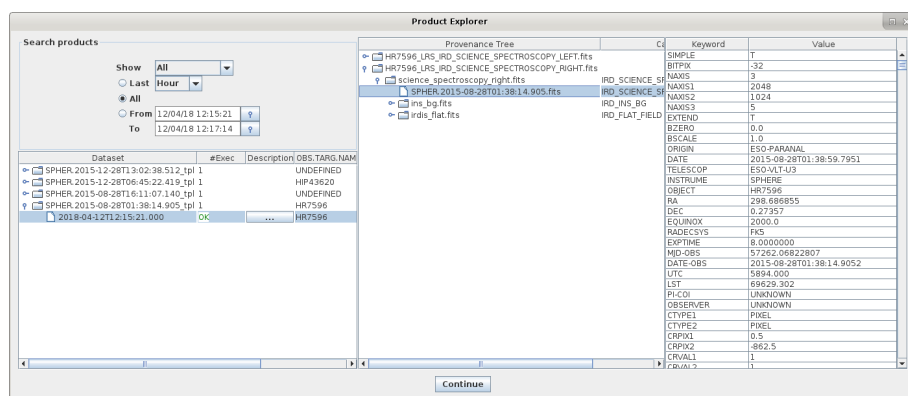 Product Explorer
Search products
Show All
Last Hour
All
From 12/04/18 12:15:21
To 12/04/18 12:17:14
Dataset #Exec Description OBS.TARG.NAM
SPHER.2015-12-28T13:02:38.512_tpl 1 UNDEFINED
SPHER.2015-12-28T06:45:22.419_tpl 1 HIP43620
SPHER.2015-08-28T16:11:07.140_tpl 1 UNDEFINED
SPHER.2015-08-28T01:38:14.905_tpl 1 HR7596
2018-04-12T12:15:21.000 OK ... HR7596
Provenance Tree Ca
HR7596_LRS_IRD_SCIENCE_SPECTROSCOPY_LEFT.fits
HR7596_LRS_IRD_SCIENCE_SPECTROSCOPY_RIGHT.fits
science_spectroscopy_right.fits IRD_SCIENCE_SP
SPHER.2015-08-28T01:38:14.905.fits IRD_SCIENCE_SP
ins_bg.fits IRD_INS_BG
irdis_flat.fits IRD_FLAT_FIELD
Keyword Value
SIMPLE T
BITPIX -32
NAXIS 3
NAXIS1 2048
NAXIS2 1024
NAXIS3 5
EXTEND T
BZERO 0.0
BSCALE 1.0
ORIGIN ESO-PARANAL
DATE 2015-08-28T01:38:59.7951
TELESCOP ESO-VLT-U3
INSTRUME SPHERE
OBJECT HR7596
RA 298.686855
DEC 0.27357
EQUINOX 2000.0
RADECSYS FK5
EXPTIME 8.0000000
MJD-OBS 57262.06822807
DATE-OBS 2015-08-28T01:38:14.9052
UTC 5894.000
LST 69629.302
PI-COI UNKNOWN
OBSERVER UNKNOWN
CTYPE1 PIXEL
CTYPE2 PIXEL
CRPIX1 0.5
CRPIX2 -862.5
CRVAL1 1
CRVAL2 1
Continue